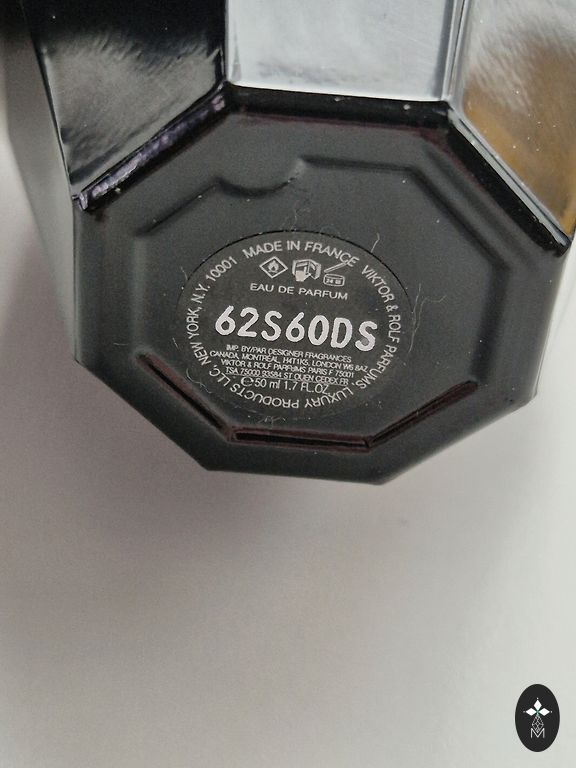 MADE IN FRANCE VIKTOR & ROLF PARFUMS, LUXURY PRODUCTS LLC, NEW YORK, N.Y. 10001
24 M
EAU DE PARFUM
62S60DS
IMP. BY/PAR DESIGNER FRAGRANCES
CANADA, MONTRÉAL, H4T1K5, LONDON W6 8AZ
VIKTOR & ROLF PARFUMS PARIS F 75001
TSA 75000 93584 ST OUEN CEDEX FR
e 50 ml 1.7 FL.OZ
M